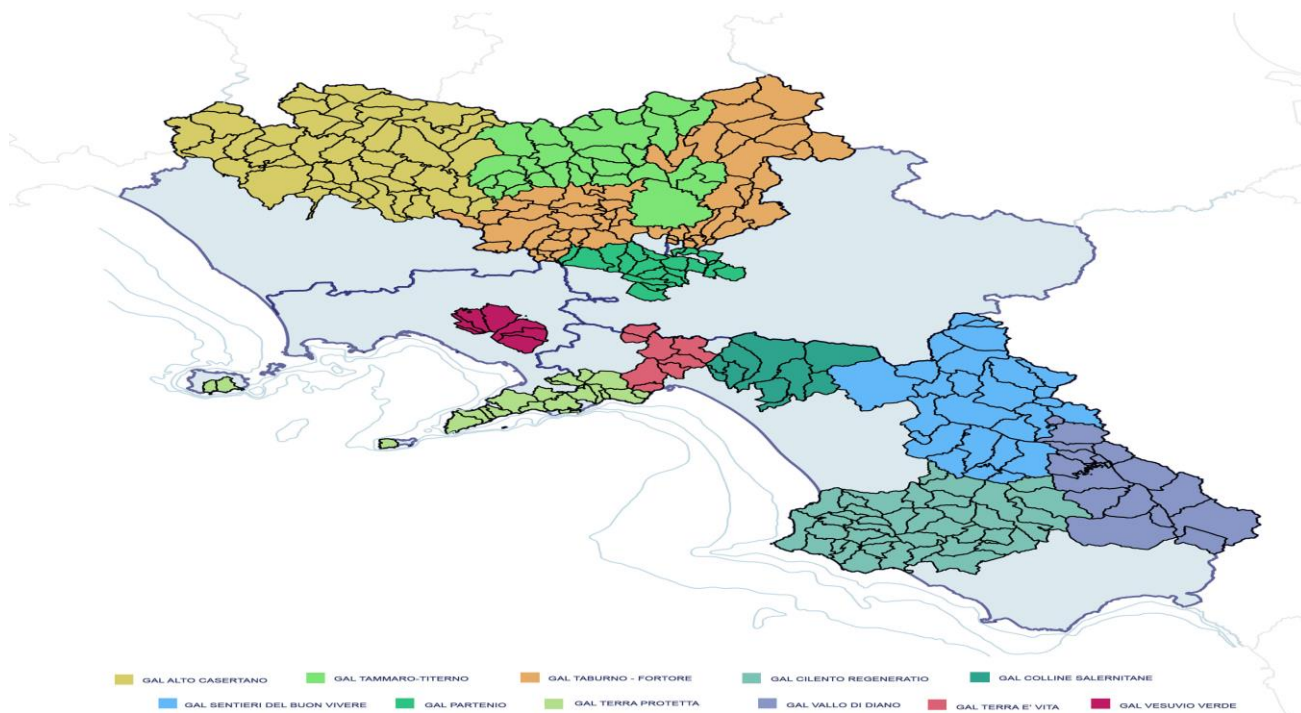 GAL ALTO CASERTANO GAL TAMMARO-TITERNO GAL TABURNO - FORTORE GAL CILENTO REGENERATIO GAL COLLINE SALERNITANE
GAL SENTIERI DEL BUON VIVERE GAL PARTENIO GAL TERRA PROTETTA GAL VALLO DI DIANO GAL TERRA E' VITA GAL VESUVIO VERDE